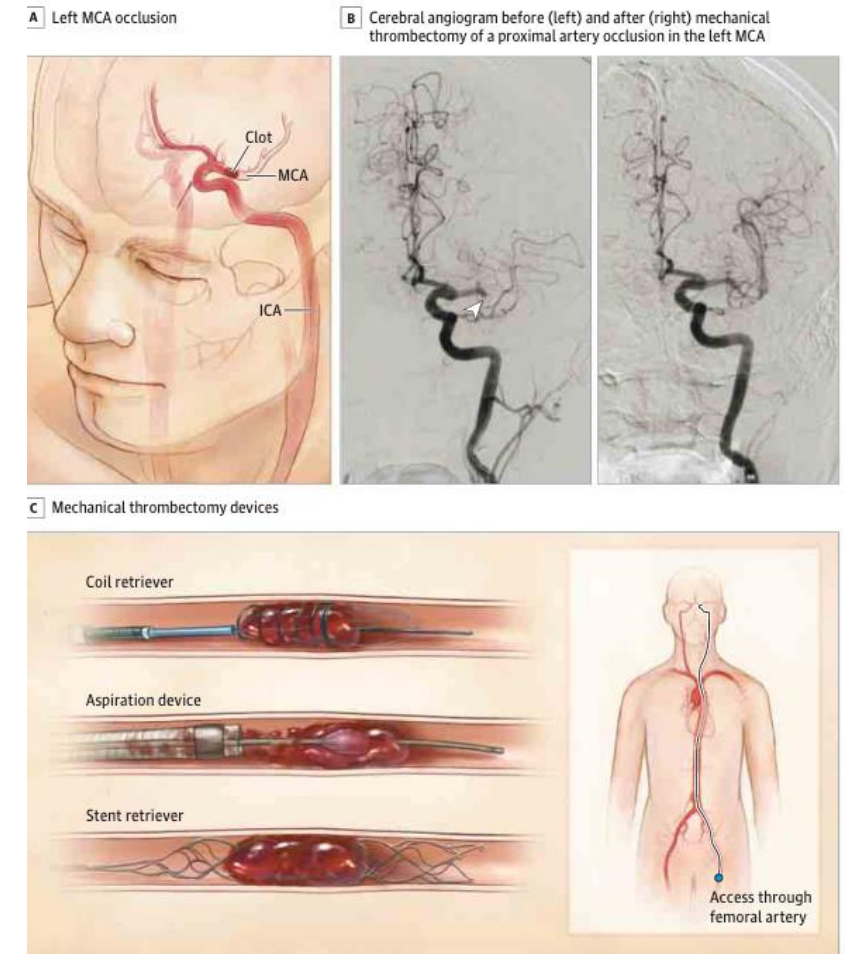 A Left MCA occlusion
B Cerebral angiogram before (left) and after (right) mechanical
thrombectomy of a proximal artery occlusion in the left MCA
Clot
MCA
ICA
C Mechanical thrombectomy devices
Coil retriever
Aspiration device
Stent retriever
Access through
femoral artery